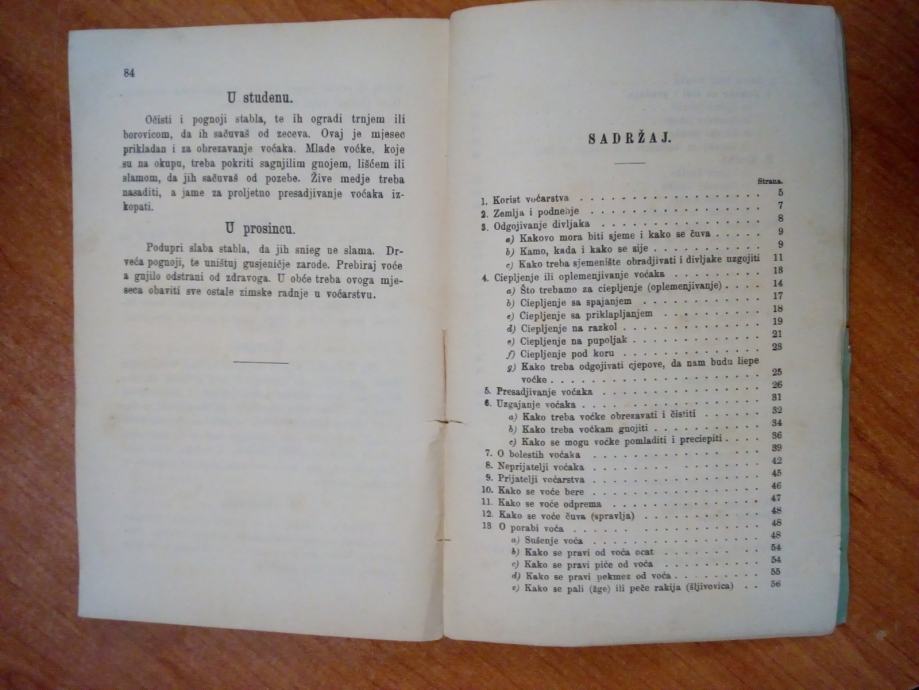 84
U studenu.
Očisti i pognoji stabla, te ih ogradi trnjem ili
borovicom, da ih sačuvaš od zeceva. Ovaj je mjesec
prikladan i za obrezavanje voćaka. Mlade voćke, koje
su na okupu, treba pokriti sagnjilim gnojem, lišćem ili
slamom, da jih sačuvaš od pozebe. Žive medje treba
nasaditi, a jame za proljetno presadjivanje voćaka iz-
kopati.
U prosincu.
Podupri slaba stabla, da jih snieg ne slama. Dr-
veća pognoji, te uništuj gusjeničje zarode. Prebiraj voće
a gnjilo odstrani od zdravoga. U obće treba ovoga mje-
seca obaviti sve ostale zimske radnje u voćarstvu.
SADRŽAJ.
Strana.
1. Korist voćarstva . . . . . 5
2. Zemlja i podnebje . . . . . 7
3. Odgojivanje divljaka . . . . . 8
a) Kakovo mora biti sjeme i kako se čuva . . . . . 9
b) Kamo, kada i kako se sije . . . . . 9
c) Kako treba sjemenište obradjivati i divljake uzgojiti 11
4. Ciepljenje ili oplemenjivanje voćaka . . . . . 13
a) Što trebamo za ciepljenje (oplemenjivanje) . . . . . 14
b) Ciepljenje sa spajanjem . . . . . 17
c) Ciepljenje sa priklapljanjem . . . . . 18
d) Ciepljenje na razkol . . . . . 19
e) Ciepljenje na pupoljak . . . . . 21
f) Ciepljenje pod koru . . . . . 23
g) Kako treba odgojivati cjepove, da nam budu liepe
voćke . . . . . 25
5. Presadjivanje voćaka . . . . . 26
6. Uzgajanje voćaka . . . . . 31
a) Kako treba voćke obrezavati i čistiti . . . . . 32
b) Kako treba voćkam gnojiti . . . . . 34
c) Kako se mogu voćke pomladiti i preciepiti . . . . 36
7. O bolestih voćaka . . . . . 39
8. Neprijatelji voćaka . . . . . 42
9. Prijatelji voćarstva . . . . . 45
10. Kako se voće bere . . . . . 46
11. Kako se voće odprema . . . . . 47
12. Kako se voće čuva (spravlja) . . . . . 48
13 O porabi voća . . . . . 48
a) Sušenje voća . . . . . 48
b) Kako se pravi od voća ocat . . . . . 54
c) Kako se pravi piće od voća . . . . . 54
d) Kako se pravi pekmez od voća . . . . . 55
e) Kako se pali (žge) ili peče rakija (šljivovica) . . . 56